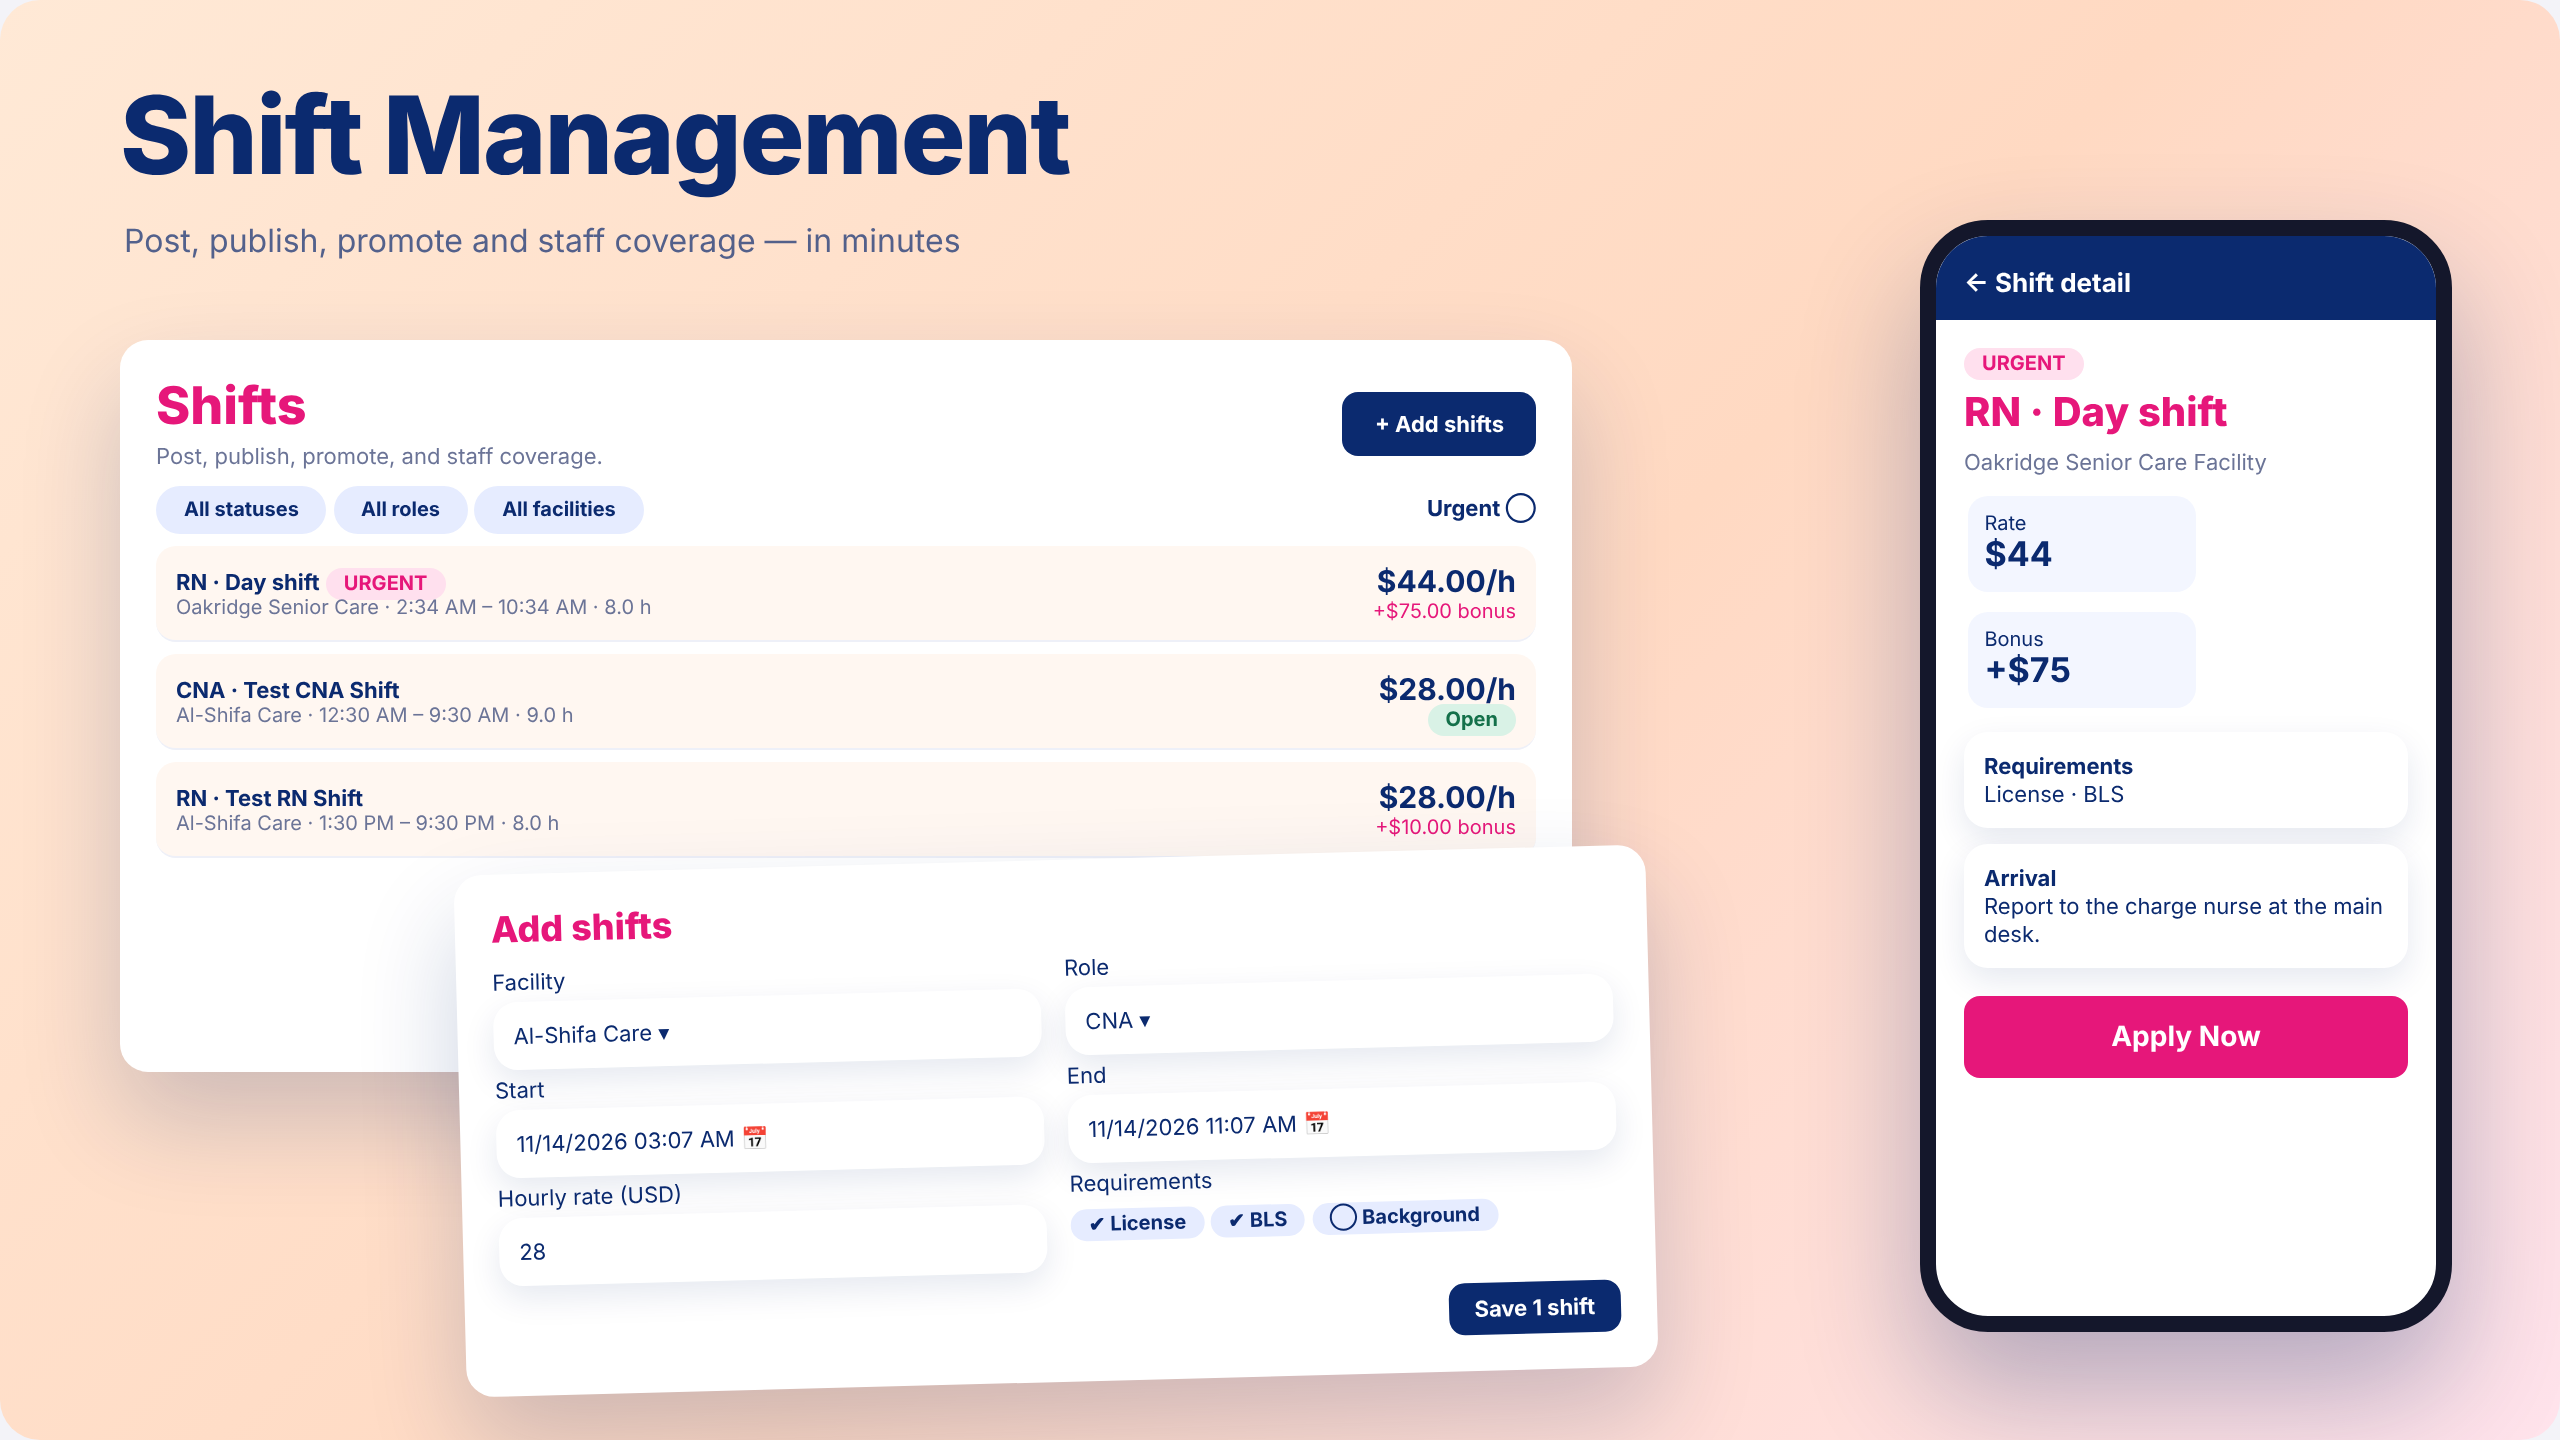 Shift Management
Post, publish, promote and staff coverage — in minutes
Shifts
Post, publish, promote, and staff coverage.
+ Add shifts
All statuses
All roles
All facilities
Urgent
RN · Day shift URGENT
Oakridge Senior Care · 2:34 AM – 10:34 AM · 8.0 h
$44.00/h
+$75.00 bonus
CNA · Test CNA Shift
Al-Shifa Care · 12:30 AM – 9:30 AM · 9.0 h
$28.00/h
Open
RN · Test RN Shift
Al-Shifa Care · 1:30 PM – 9:30 PM · 8.0 h
$28.00/h
+$10.00 bonus
Add shifts
Facility
Al-Shifa Care ▾
Role
CNA ▾
Start
11/14/2026 03:07 AM 📅
End
11/14/2026 11:07 AM 📅
Hourly rate (USD)
28
Requirements
✔ License
✔ BLS
◯ Background
Save 1 shift
← Shift detail
URGENT
RN · Day shift
Oakridge Senior Care Facility
Rate
$44
Bonus
+$75
Requirements
License · BLS
Arrival
Report to the charge nurse at the main
desk.
Apply Now